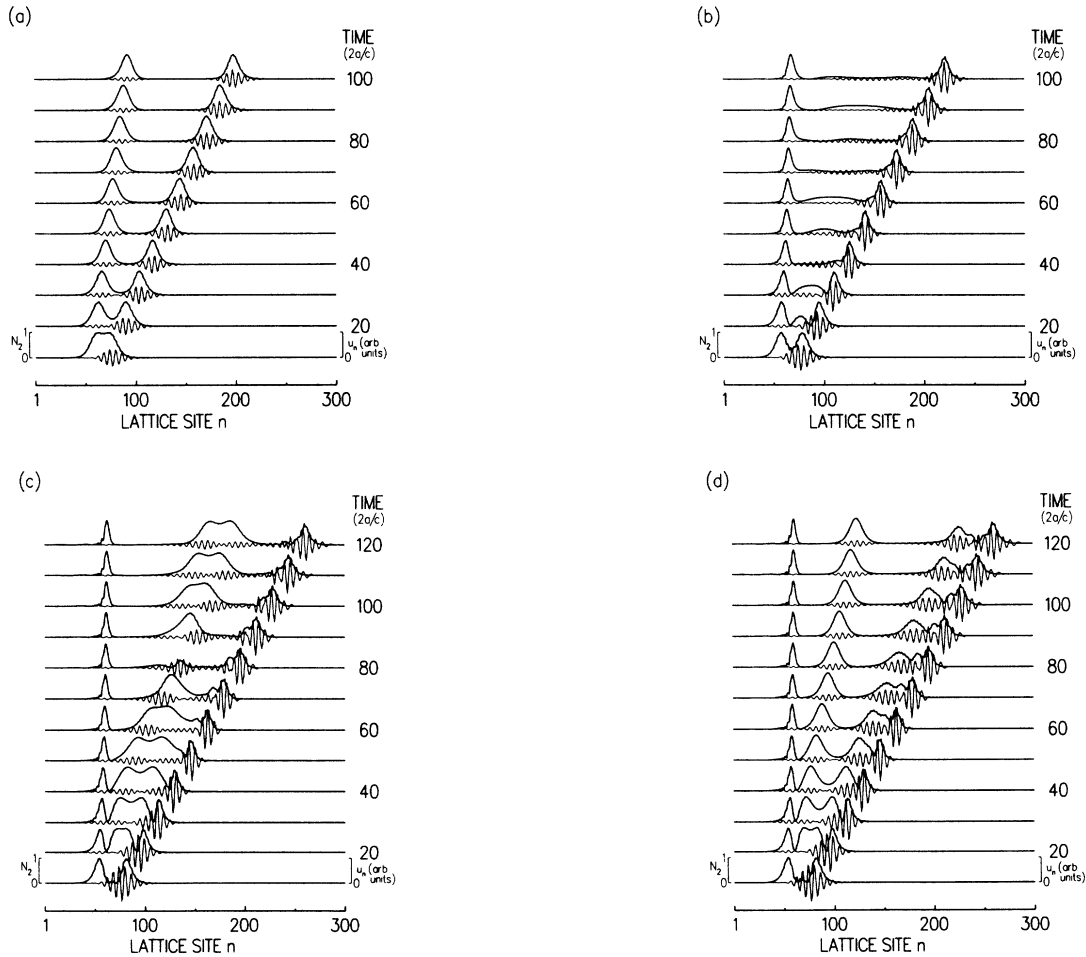 (a)
TIME
(2a/c)
100
80
60
40
20
N₂ 1
0
uₙ (arb
0 units)
1 100 200 300
LATTICE SITE n
(b)
TIME
(2a/c)
100
80
60
40
20
N₂ 1
0
uₙ (arb
0 units)
1 100 200 300
LATTICE SITE n
(c)
TIME
(2a/c)
120
100
80
60
40
20
N₂ 1
0
uₙ (arb
0 units)
1 100 200 300
LATTICE SITE n
(d)
TIME
(2a/c)
120
100
80
60
40
20
N₂ 1
0
uₙ (arb
0 units)
1 100 200 300
LATTICE SITE n